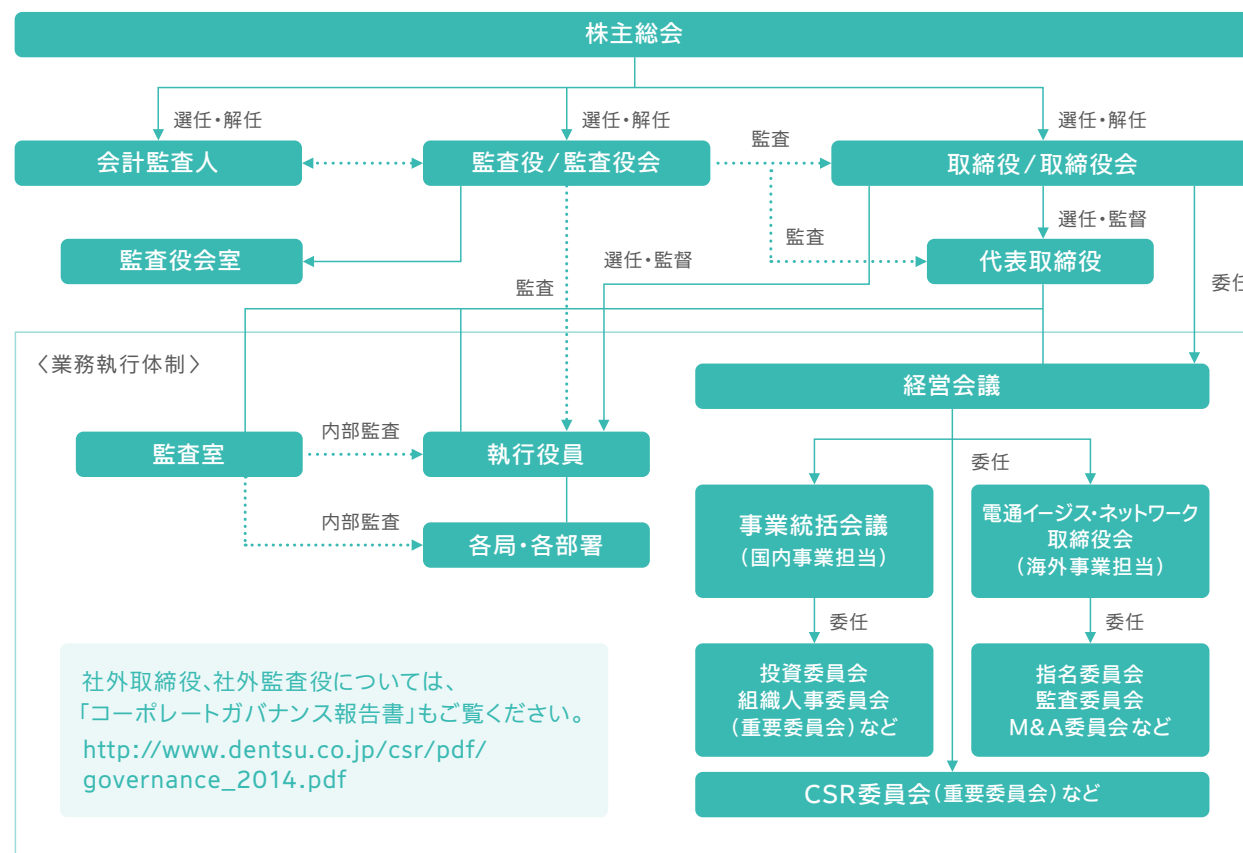 株主総会
選任・解任
選任・解任
選任・解任
会計監査人
監査役/監査役会
監査
取締役/取締役会
選任・監督
監査役会室
監査
選任・監督
監査
代表取締役
委任
〈業務執行体制〉
経営会議
監査室
内部監査
執行役員
委任
内部監査
各局・各部署
事業統括会議
(国内事業担当)
電通イージス・ネットワーク
取締役会
(海外事業担当)
委任
委任
投資委員会
組織人事委員会
(重要委員会)など
指名委員会
監査委員会
M&A委員会など
CSR委員会(重要委員会)など
社外取締役、社外監査役については、
「コーポレートガバナンス報告書」もご覧ください。
http://www.dentsu.co.jp/csr/pdf/
governance_2014.pdf